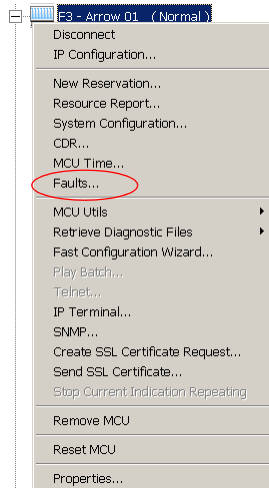 F3 - Arrow 01 ( Normal )
Disconnect
IP Configuration...
New Reservation...
Resource Report...
System Configuration...
CDR...
MCU Time...
Faults...
MCU Utils
Retrieve Diagnostic Files
Fast Configuration Wizard...
Play Batch...
Telnet...
IP Terminal...
SNMP...
Create SSL Certificate Request...
Send SSL Certificate...
Stop Current Indication Repeating
Remove MCU
Reset MCU
Properties...